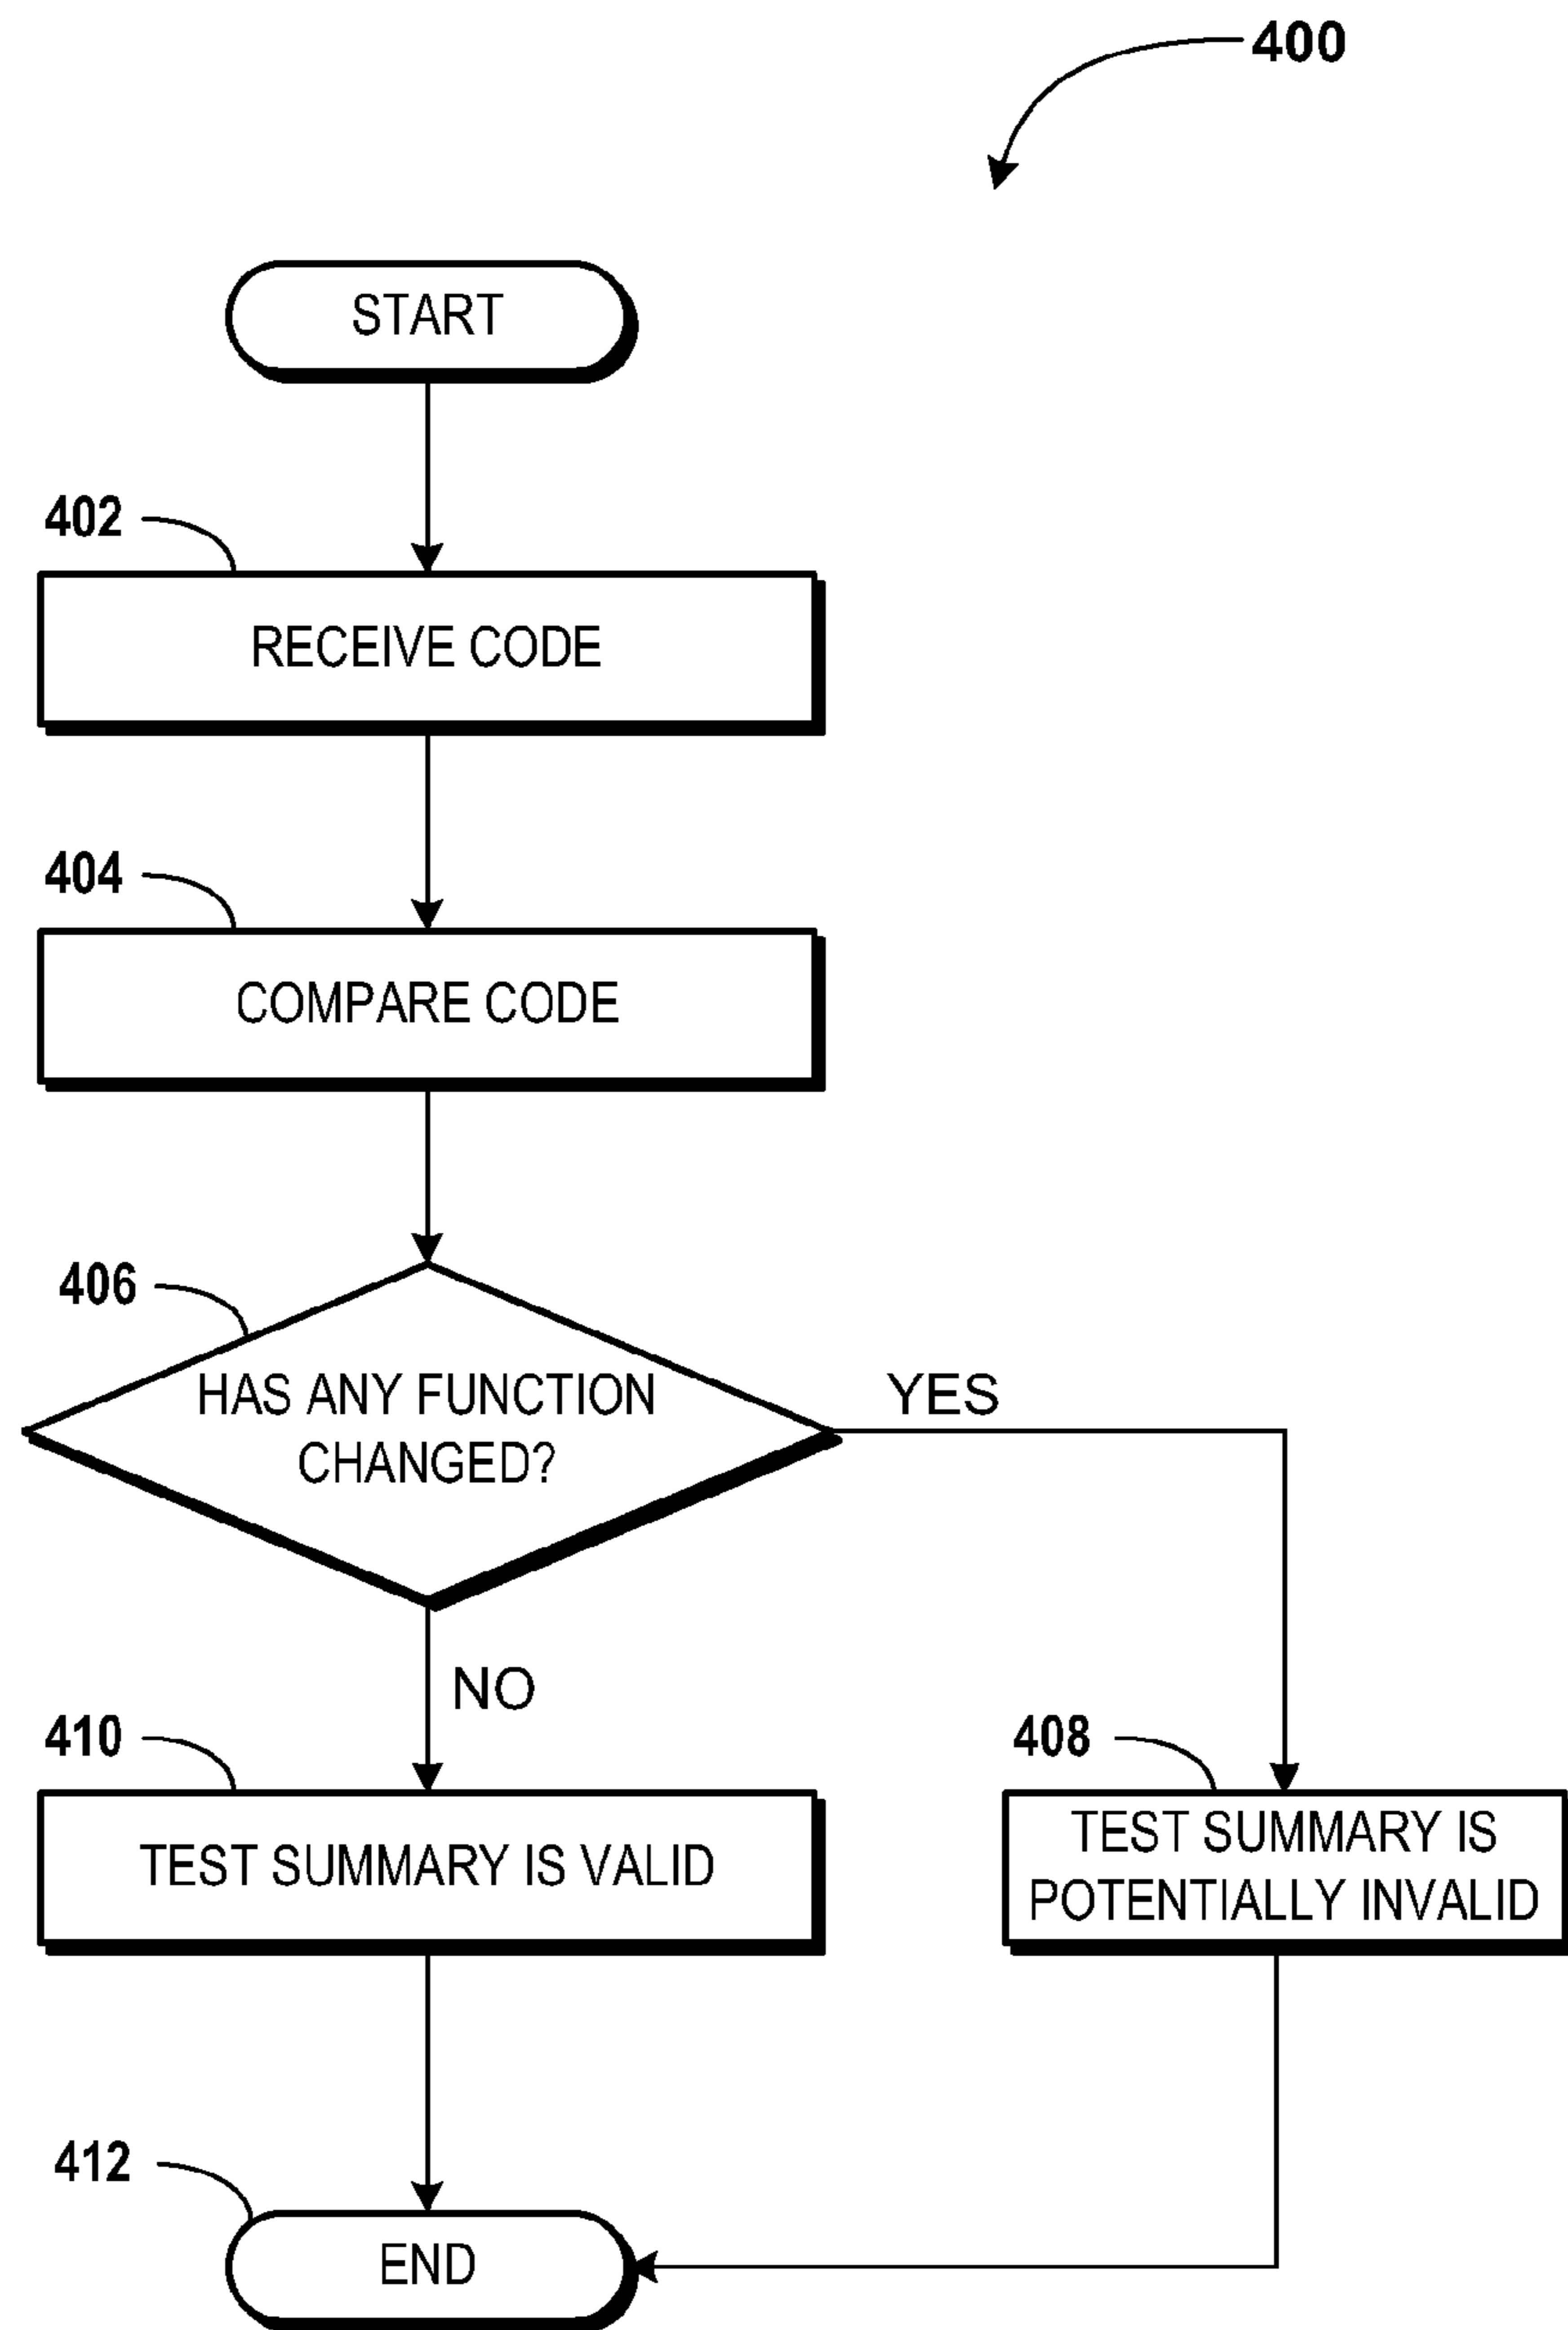 400
START
402
RECEIVE CODE
404
COMPARE CODE
406
HAS ANY FUNCTION
CHANGED?
YES
NO
410
TEST SUMMARY IS VALID
408
TEST SUMMARY IS
POTENTIALLY INVALID
412
END